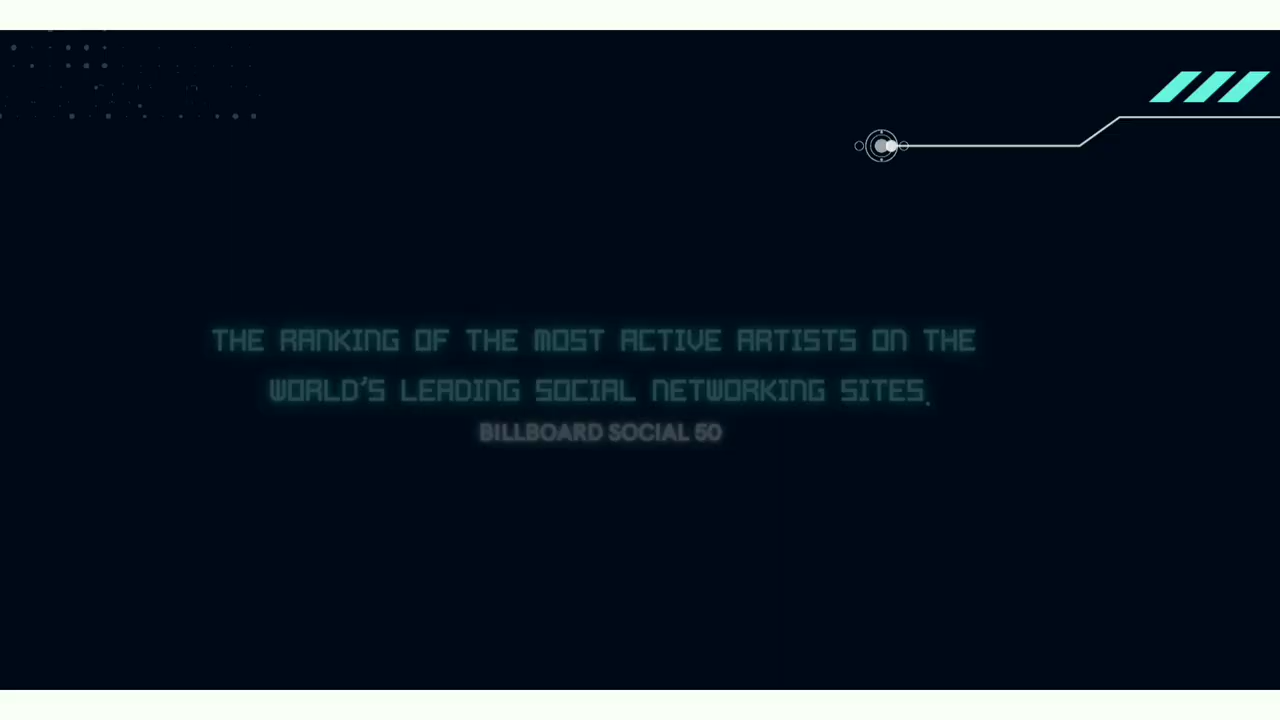 THE RANKING OF THE MOST ACTIVE ARTISTS ON THE
WORLD'S LEADING SOCIAL NETWORKING SITES.
BILLBOARD SOCIAL 50